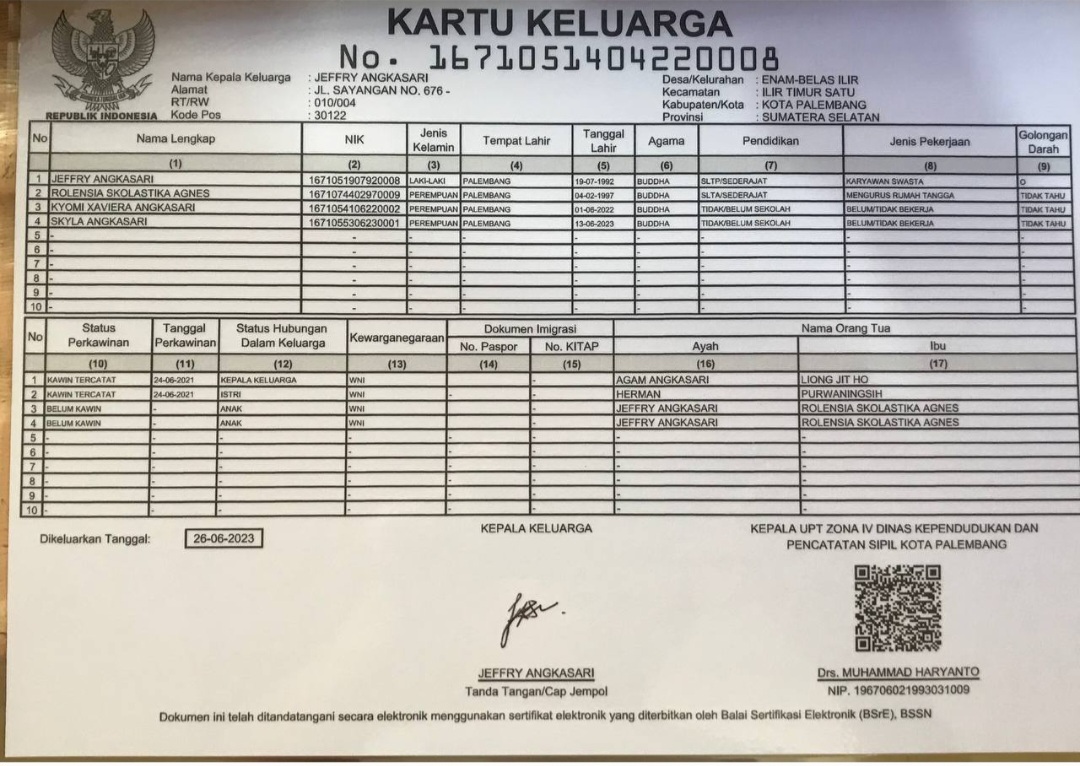 KARTU KELUARGA
No. 1671051404220008
REPUBLIK INDONESIA
Nama Kepala Keluarga : JEFFRY ANGKASARI
Alamat : JL. SAYANGAN NO. 676 -
RT/RW : 010/004
Kode Pos : 30122
Desa/Kelurahan : ENAM-BELAS ILIR
Kecamatan : ILIR TIMUR SATU
Kabupaten/Kota : KOTA PALEMBANG
Provinsi : SUMATERA SELATAN
No Nama Lengkap NIK Jenis Kelamin Tempat Lahir Tanggal Lahir Agama Pendidikan Jenis Pekerjaan Golongan Darah
(1) (2) (3) (4) (5) (6) (7) (8) (9)
1 JEFFRY ANGKASARI 1671051907920008 LAKI-LAKI PALEMBANG 19-07-1992 BUDDHA SLTP/SEDERAJAT KARYAWAN SWASTA O
2 ROLENSIA SKOLASTIKA AGNES 1671074402970009 PEREMPUAN PALEMBANG 04-02-1997 BUDDHA SLTA/SEDERAJAT MENGURUS RUMAH TANGGA TIDAK TAHU
3 KYOMI XAVIERA ANGKASARI 1671054106220002 PEREMPUAN PALEMBANG 01-06-2022 BUDDHA TIDAK/BELUM SEKOLAH BELUM/TIDAK BEKERJA TIDAK TAHU
4 SKYLA ANGKASARI 1671055306230001 PEREMPUAN PALEMBANG 13-06-2023 BUDDHA TIDAK/BELUM SEKOLAH BELUM/TIDAK BEKERJA TIDAK TAHU
5 - - - - - - - - -
6 - - - - - - - - -
7 - - - - - - - - -
8 - - - - - - - - -
9 - - - - - - - - -
10 - - - - - - - - -
No Status Perkawinan Tanggal Perkawinan Status Hubungan Dalam Keluarga Kewarganegaraan Dokumen Imigrasi Nama Orang Tua
No. Paspor No. KITAP Ayah Ibu
(10) (11) (12) (13) (14) (15) (16) (17)
1 KAWIN TERCATAT 24-06-2021 KEPALA KELUARGA WNI - AGAM ANGKASARI LIONG JIT HO
2 KAWIN TERCATAT 24-06-2021 ISTRI WNI - - HERMAN PURWANINGSIH
3 BELUM KAWIN - ANAK WNI - JEFFRY ANGKASARI ROLENSIA SKOLASTIKA AGNES
4 BELUM KAWIN - ANAK WNI - JEFFRY ANGKASARI ROLENSIA SKOLASTIKA AGNES
5 - - - - - - - -
6 - - - - - - - -
7 - - - - - - - -
8 - - - - - - - -
9 - - - - - - - -
10 - - - - - - - -
Dikeluarkan Tanggal: 26-06-2023
KEPALA KELUARGA
JEFFRY ANGKASARI
Tanda Tangan/Cap Jempol
KEPALA UPT ZONA IV DINAS KEPENDUDUKAN DAN
PENCATATAN SIPIL KOTA PALEMBANG
Drs. MUHAMMAD HARYANTO
NIP. 196706021993031009
Dokumen ini telah ditandatangani secara elektronik menggunakan sertifikat elektronik yang diterbitkan oleh Balai Sertifikasi Elektronik (BSrE), BSSN